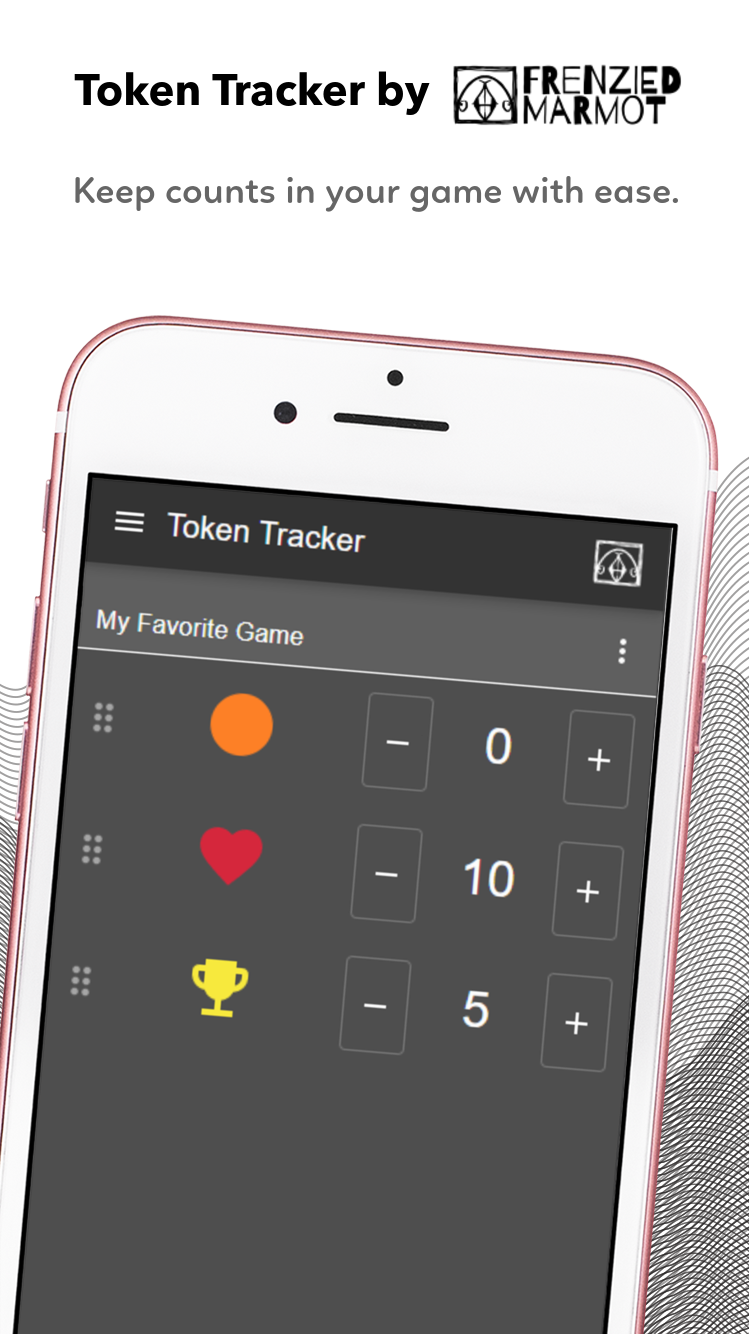 Token Tracker by FRENZIED MARMOT
Keep counts in your game with ease.
Token Tracker
My Favorite Game
− 0 +
− 10 +
− 5 +